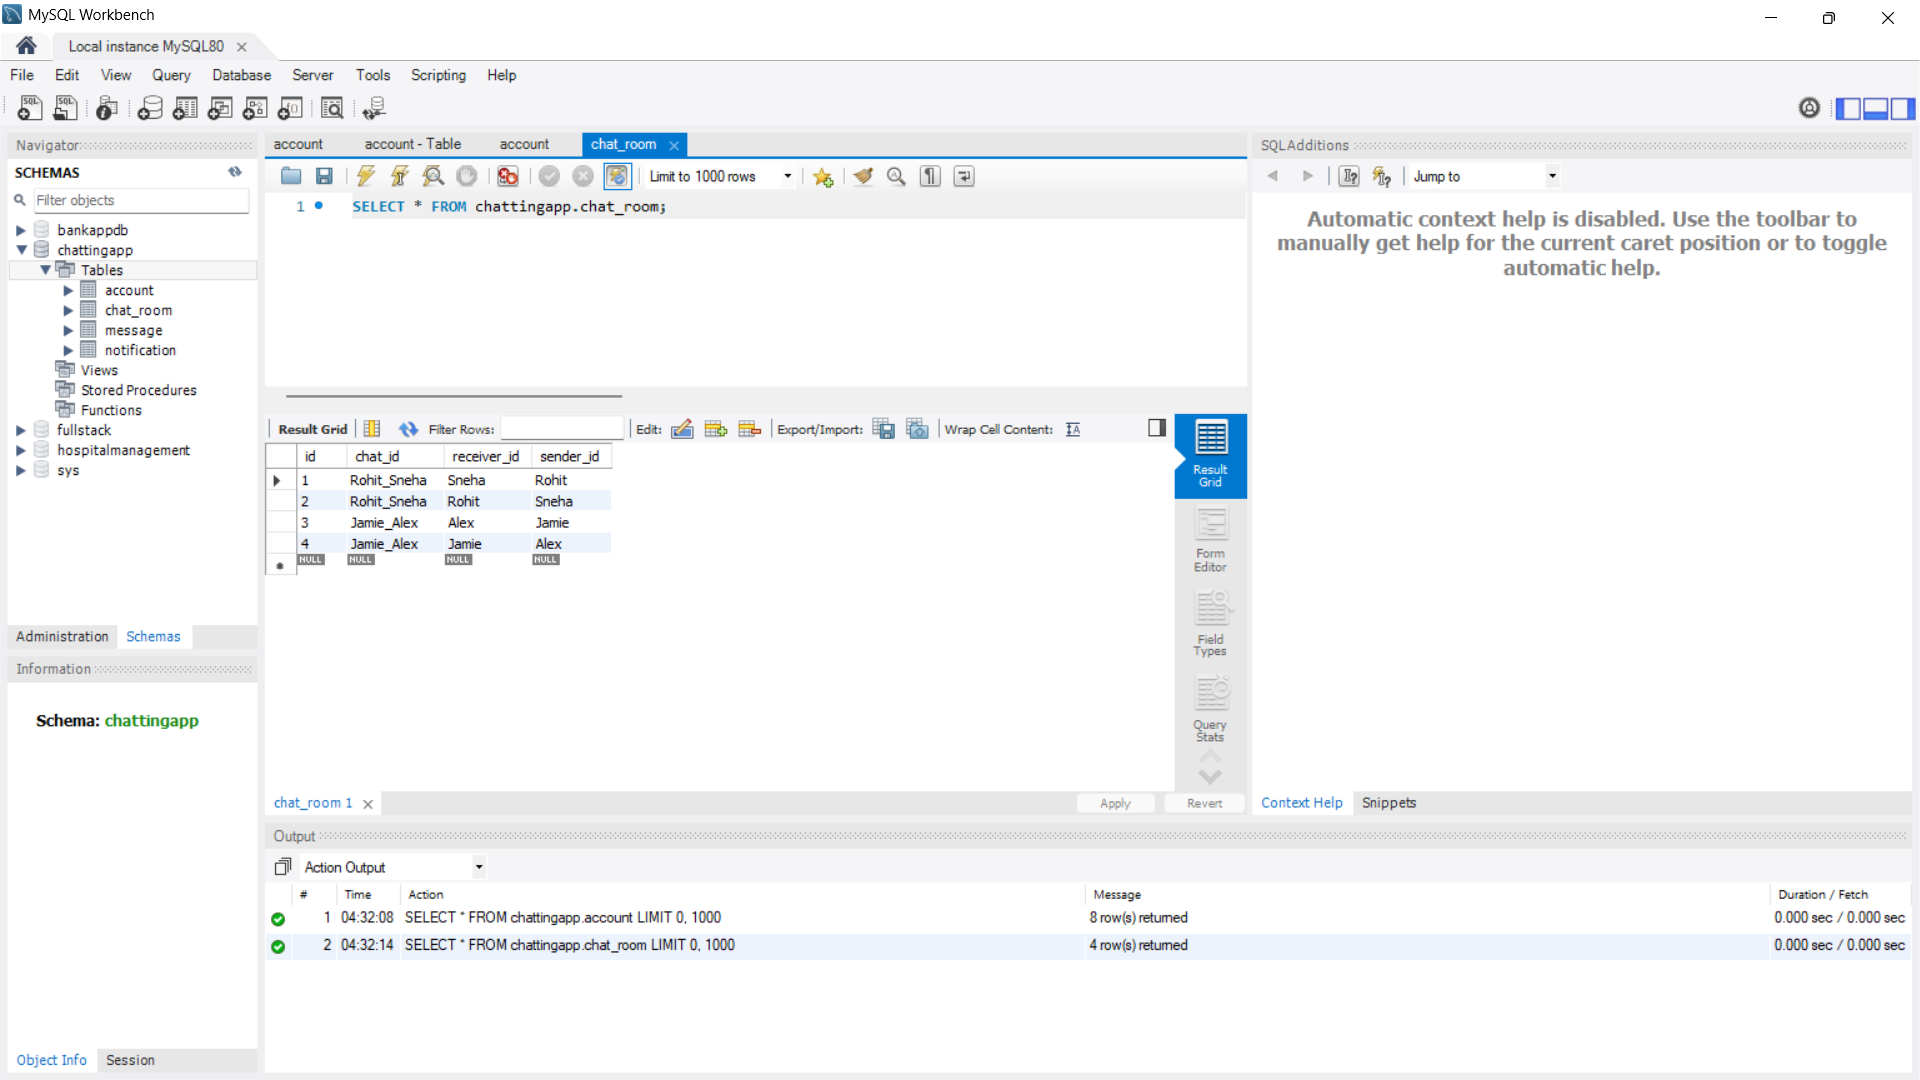 MySQL Workbench
Local instance MySQL80
File Edit View Query Database Server Tools Scripting Help
Navigator
SCHEMAS
Filter objects
bankappdb
chattingapp
Tables
account
chat_room
message
notification
Views
Stored Procedures
Functions
fullstack
hospitalmanagement
sys
Administration Schemas
Information
Schema: chattingapp
Object Info Session
account account - Table account chat_room
Limit to 1000 rows
1 SELECT * FROM chattingapp.chat_room;
Result Grid Filter Rows: Edit: Export/Import: Wrap Cell Content:
id chat_id receiver_id sender_id
1 Rohit_Sneha Sneha Rohit
2 Rohit_Sneha Rohit Sneha
3 Jamie_Alex Alex Jamie
4 Jamie_Alex Jamie Alex
NULL NULL NULL NULL
Result
Grid
Form
Editor
Field
Types
Query
Stats
chat_room 1 Apply Revert
SQLAdditions
Jump to
Automatic context help is disabled. Use the toolbar to
manually get help for the current caret position or to toggle
automatic help.
Context Help Snippets
Output
Action Output
# Time Action Message Duration / Fetch
1 04:32:08 SELECT * FROM chattingapp.account LIMIT 0, 1000 8 row(s) returned 0.000 sec / 0.000 sec
2 04:32:14 SELECT * FROM chattingapp.chat_room LIMIT 0, 1000 4 row(s) returned 0.000 sec / 0.000 sec